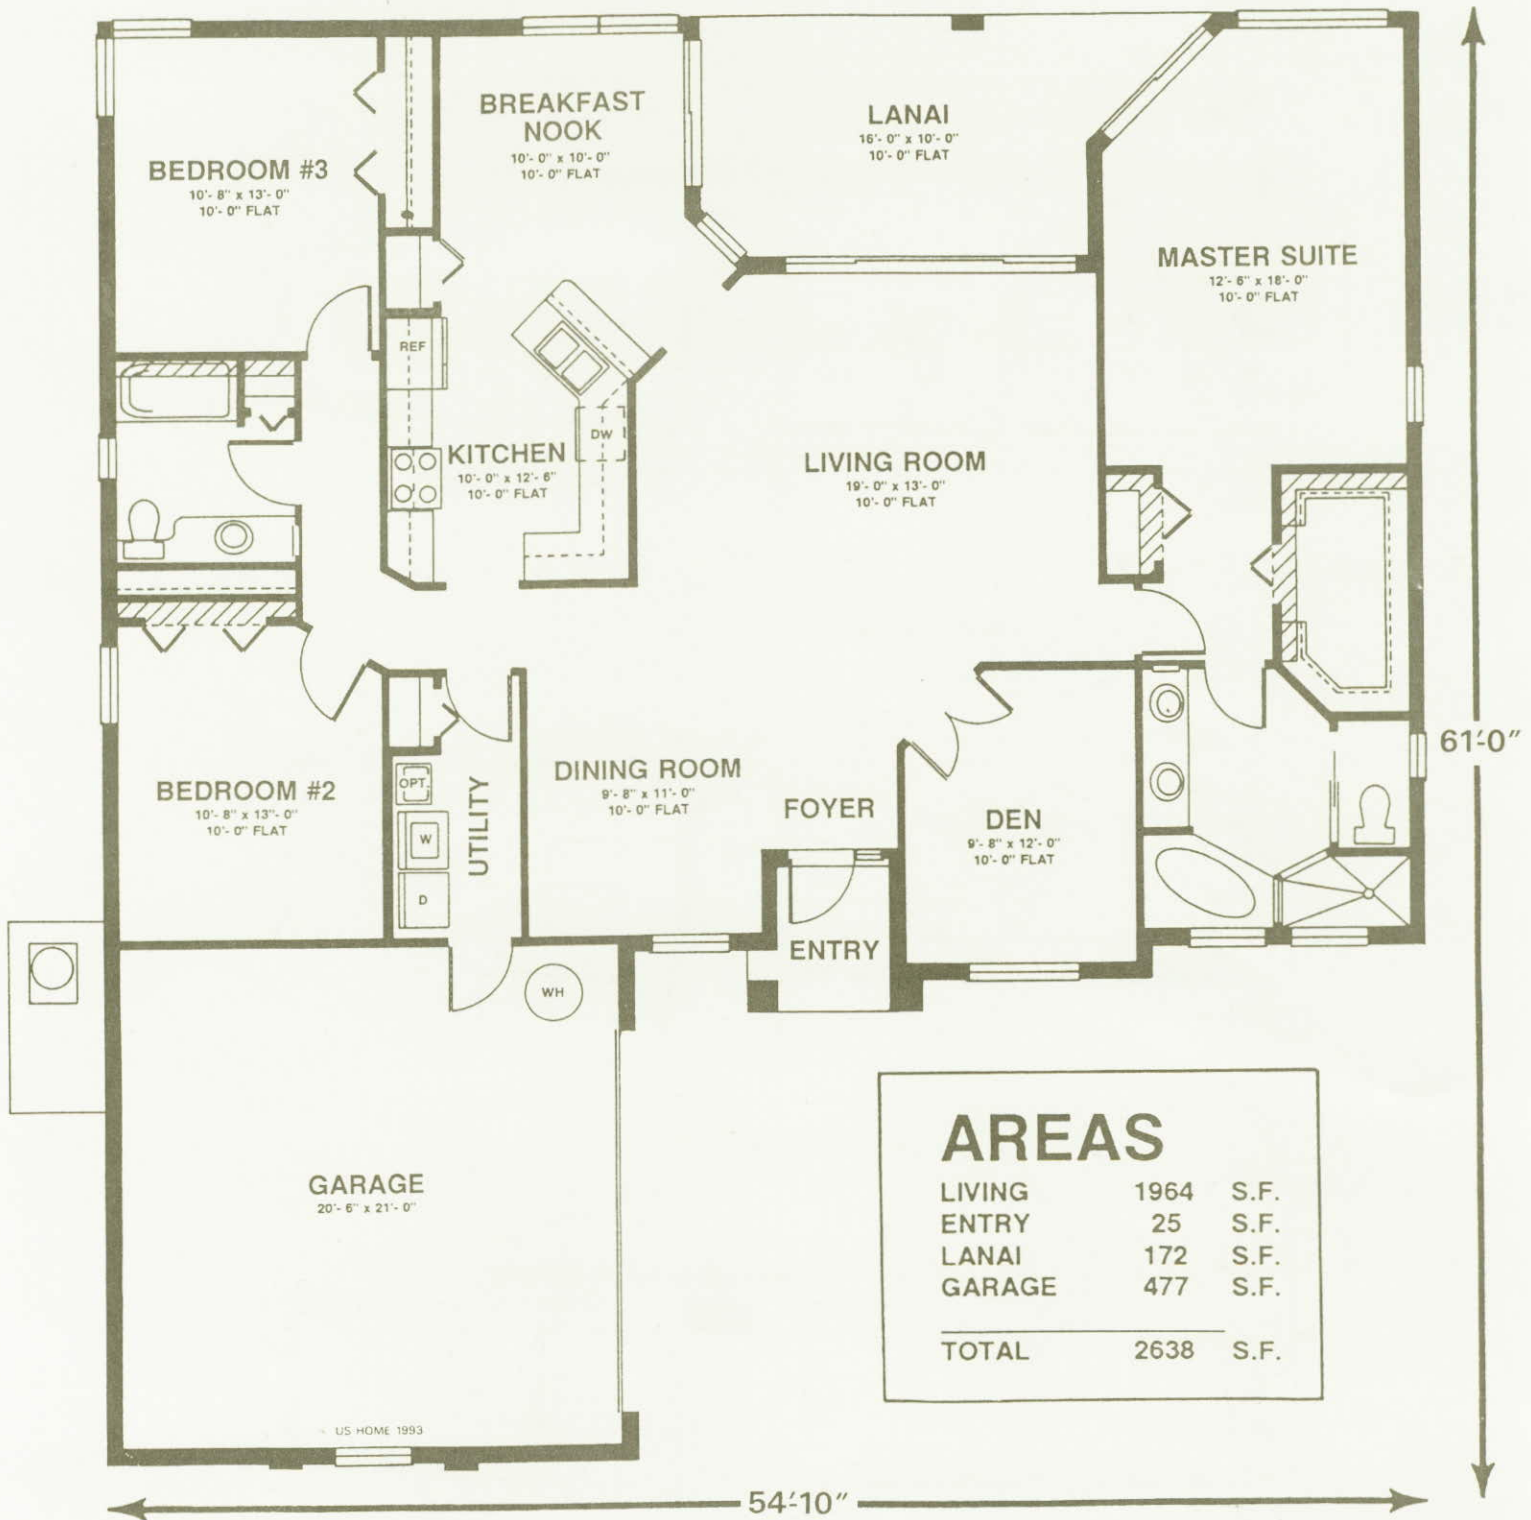 BREAKFAST
NOOK
10'- 0" x 10'- 0"
10'- 0" FLAT
LANAI
16'- 0" x 10'- 0"
10'- 0" FLAT
BEDROOM #3
10'- 8" x 13'- 0"
10'- 0" FLAT
MASTER SUITE
12'- 6" x 18'- 0"
10'- 0" FLAT
REF
DW
KITCHEN
10'- 0" x 12'- 6"
10'- 0" FLAT
LIVING ROOM
19'- 0" x 13'- 0"
10'- 0" FLAT
61'-0"
BEDROOM #2
10'- 8" x 13"- 0"
10'- 0" FLAT
OPT.
W
D
UTILITY
DINING ROOM
9'- 8" x 11'- 0"
10'- 0" FLAT
FOYER
DEN
9'- 8" x 12'- 0"
10'- 0" FLAT
ENTRY
WH
GARAGE
20'- 6" x 21'- 0"
US HOME 1993
AREAS
LIVING 1964 S.F.
ENTRY 25 S.F.
LANAI 172 S.F.
GARAGE 477 S.F.
TOTAL 2638 S.F.
54'-10"